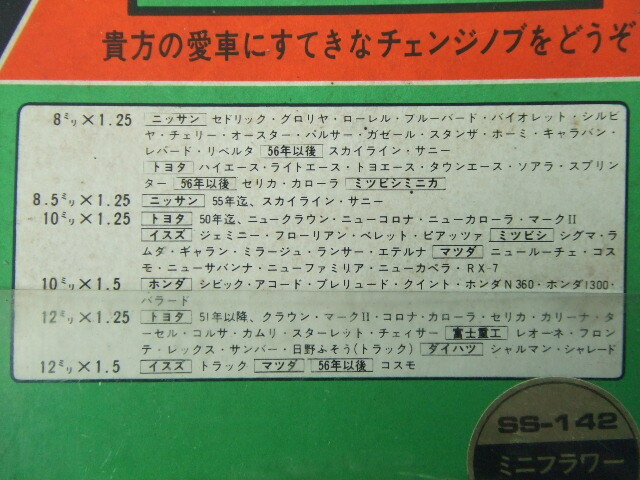 貴方の愛車にすてきなチェンジノブをどうぞ
8ミリ×1.25 ニッサン セドリック・グロリヤ・ローレル・ブルーバード・バイオレット・シルビ
ヤ・チェリー・オースター・パルサー・ガゼール・スタンザ・ホーミ・キャラバン・
レパード・リベルタ 56年以後 スカイライン・サニー
トヨタ ハイエース・ライトエース・トヨエース・タウンエース・ソアラ・スプリン
ター 56年以後 セリカ・カローラ ミツビシミニカ
8.5ミリ×1.25 ニッサン 55年迄、スカイライン・サニー
10ミリ×1.25 トヨタ 50年迄、ニュークラウン・ニューコロナ・ニューカローラ・マークII
イスズ ジェミニー・フローリアン・ベレット・ピアッツァ ミツビシ シグマ・ラ
ムダ・ギャラン・ミラージュ・ランサー・エテルナ マツダ ニュールーチェ・コス
モ・ニューサバンナ・ニューファミリア・ニューカペラ・RX-7
10ミリ×1.5 ホンダ シビック・アコード・プレリュード・クイント・ホンダN360・ホンダ1300・
バラード
12ミリ×1.25 トヨタ 51年以降、クラウン・マークII・コロナ・カローラ・セリカ・カリーナ・タ
ーセル・コルサ・カムリ・スターレット・チェイサー 富士重工 レオーネ・フロン
テ・レックス・サンバー・日野ふそう(トラック) ダイハツ シャルマン・シャレード
12ミリ×1.5 イスズ トラック マツダ 56年以後 コスモ
SS-142
ミニフラワー